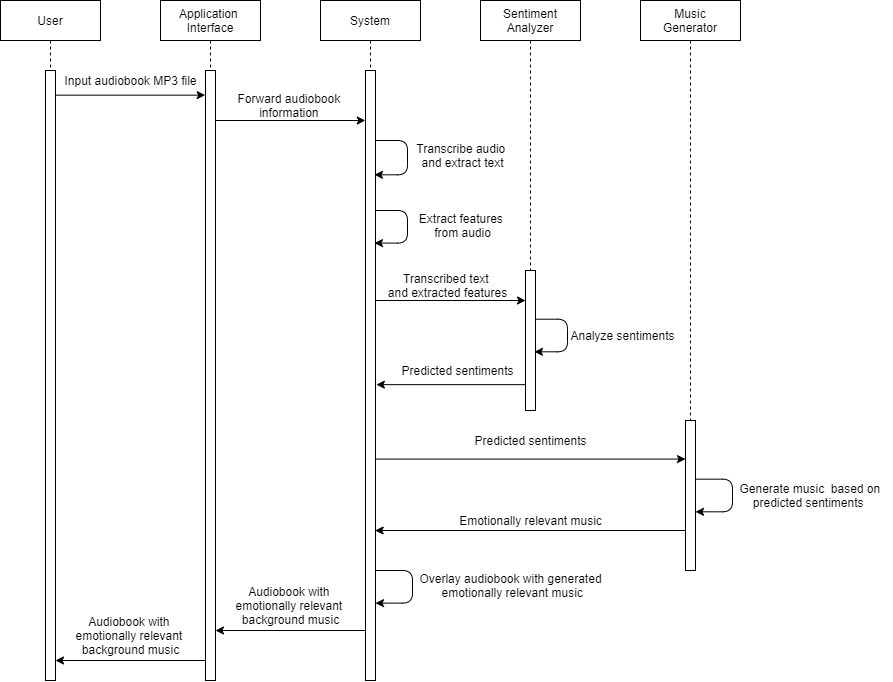 User
Application
Interface
System
Sentiment
Analyzer
Music
Generator
Input audiobook MP3 file
Forward audiobook
information
Transcribe audio
and extract text
Extract features
from audio
Transcribed text
and extracted features
Analyze sentiments
Predicted sentiments
Predicted sentiments
Generate music based on
predicted sentiments
Emotionally relevant music
Overlay audiobook with generated
emotionally relevant music
Audiobook with
emotionally relevant
background music
Audiobook with
emotionally relevant
background music